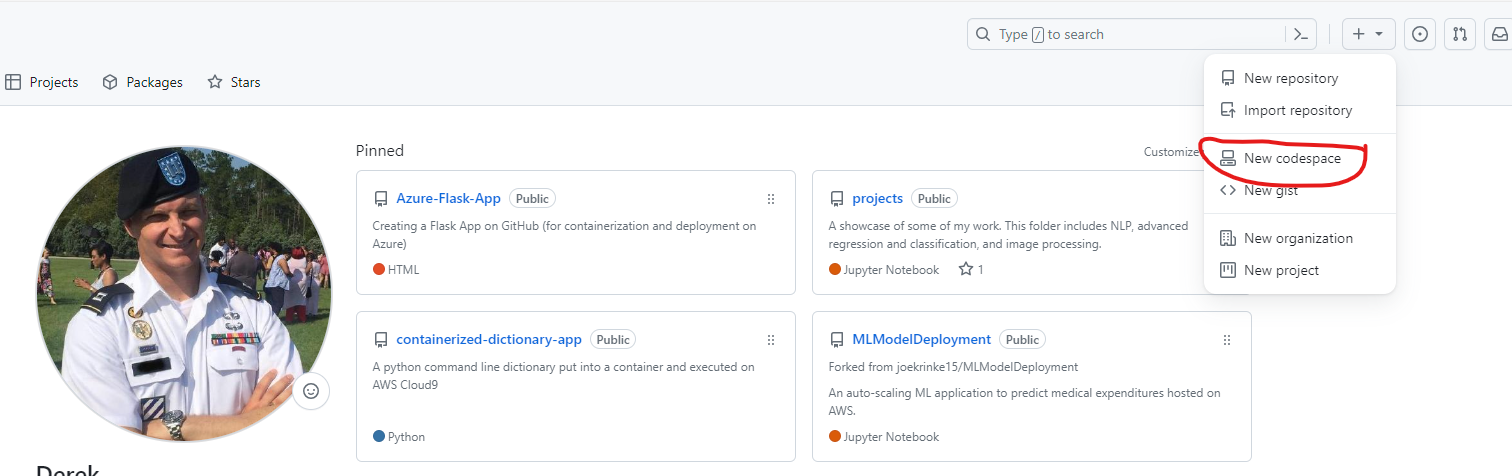 Type / to search
Projects
Packages
Stars
New repository
Import repository
New codespace
New gist
New organization
New project
Pinned
Customize
Azure-Flask-App Public
Creating a Flask App on GitHub (for containerization and deployment on
Azure)
HTML
projects Public
A showcase of some of my work. This folder includes NLP, advanced
regression and classification, and image processing.
Jupyter Notebook 1
containerized-dictionary-app Public
A python command line dictionary put into a container and executed on
AWS Cloud9
Python
MLModelDeployment Public
Forked from joekrinke15/MLModelDeployment
An auto-scaling ML application to predict medical expenditures hosted on
AWS.
Jupyter Notebook
Derek